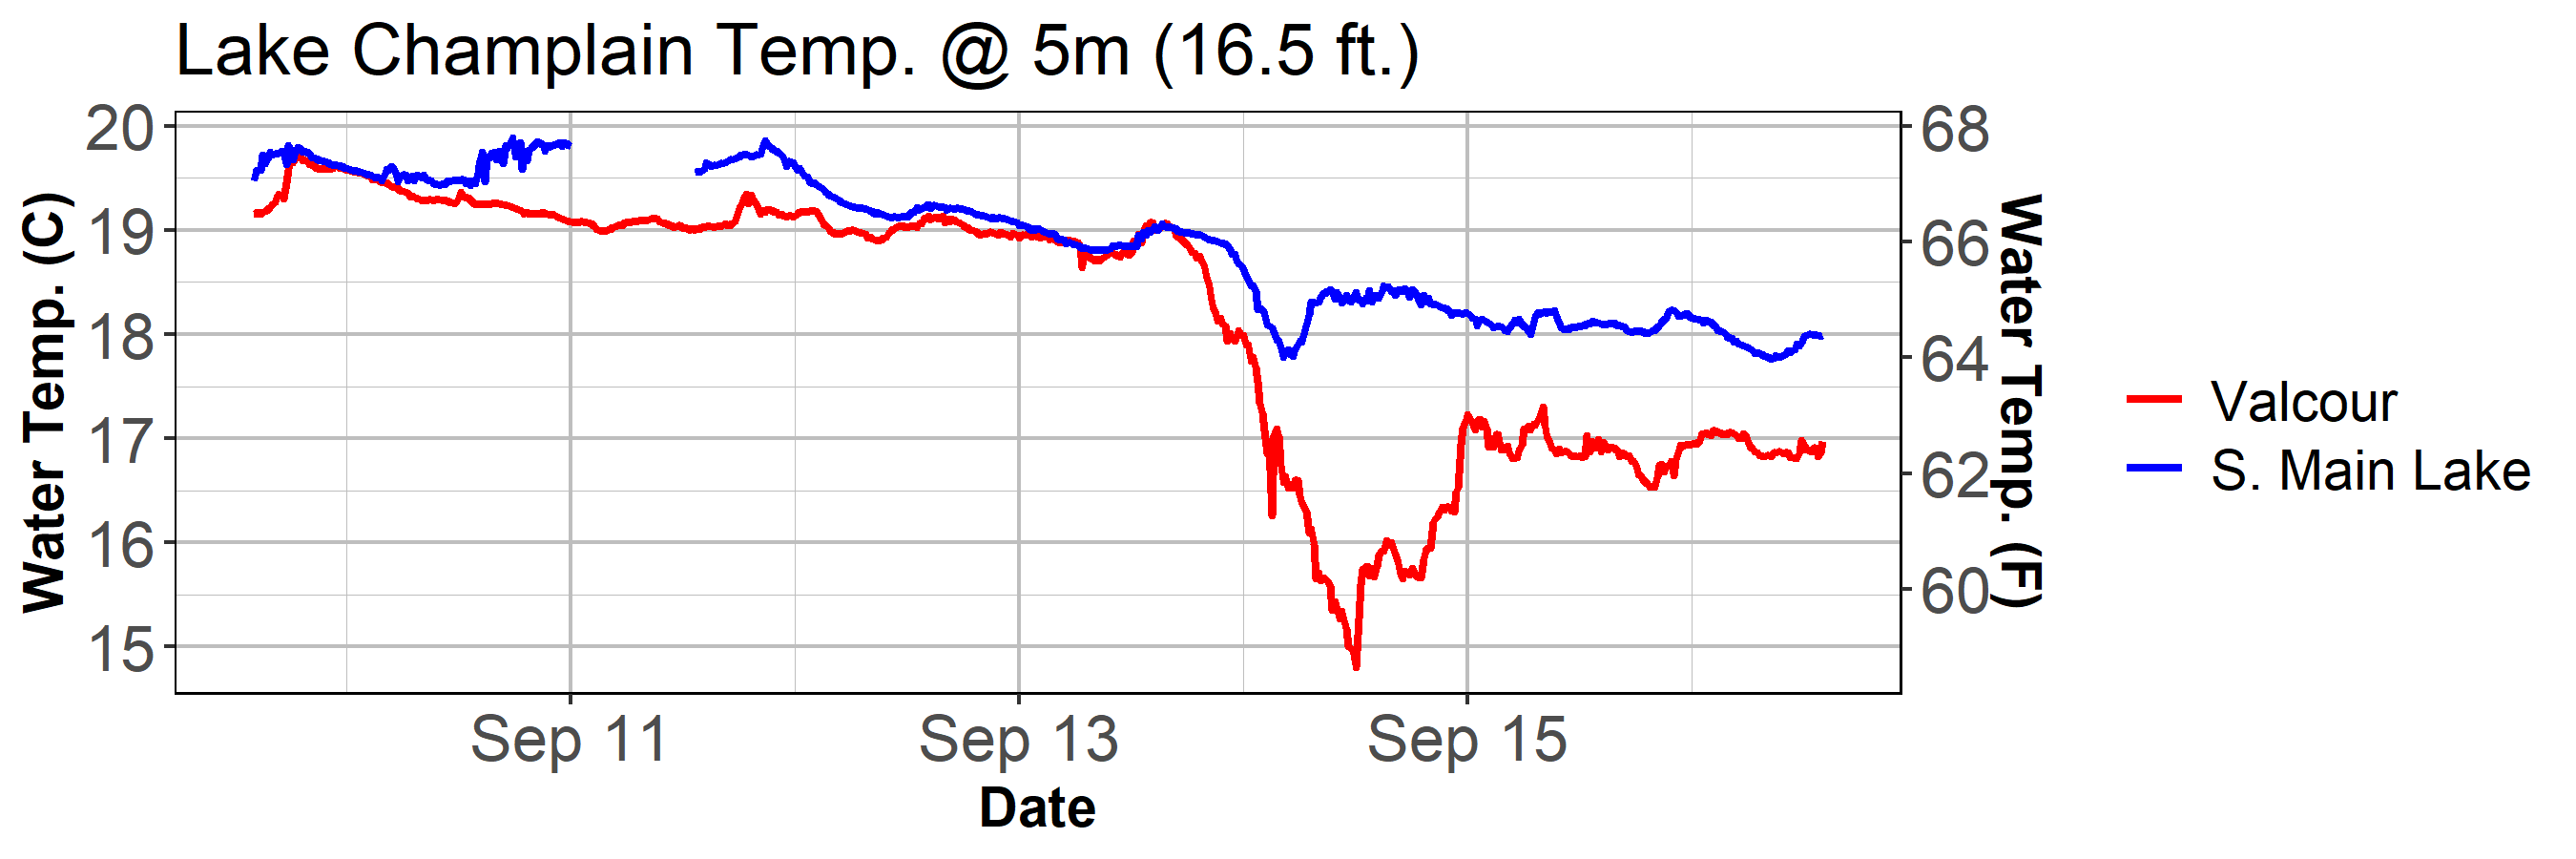 Lake Champlain Temp. @ 5m (16.5 ft.)
Water Temp. (C)
20
19
18
17
16
15
68
66
64
62
60
Water Temp. (F)
Sep 11
Sep 13
Sep 15
Date
Valcour
S. Main Lake